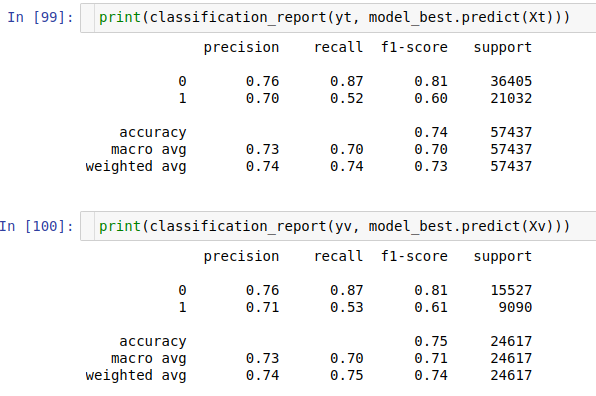 In [99]: print(classification_report(yt, model_best.predict(Xt)))
precision recall f1-score support
0 0.76 0.87 0.81 36405
1 0.70 0.52 0.60 21032
accuracy 0.74 57437
macro avg 0.73 0.70 0.70 57437
weighted avg 0.74 0.74 0.73 57437
In [100]: print(classification_report(yv, model_best.predict(Xv)))
precision recall f1-score support
0 0.76 0.87 0.81 15527
1 0.71 0.53 0.61 9090
accuracy 0.75 24617
macro avg 0.73 0.70 0.71 24617
weighted avg 0.74 0.75 0.74 24617